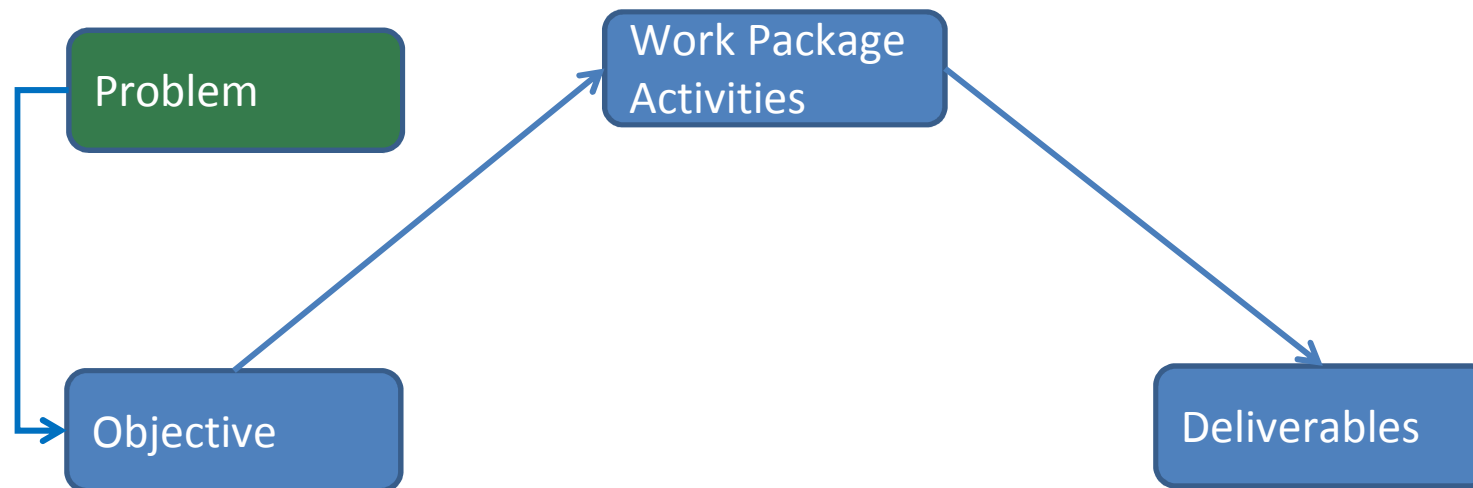 Problem
Work Package
Activities
Objective
Deliverables